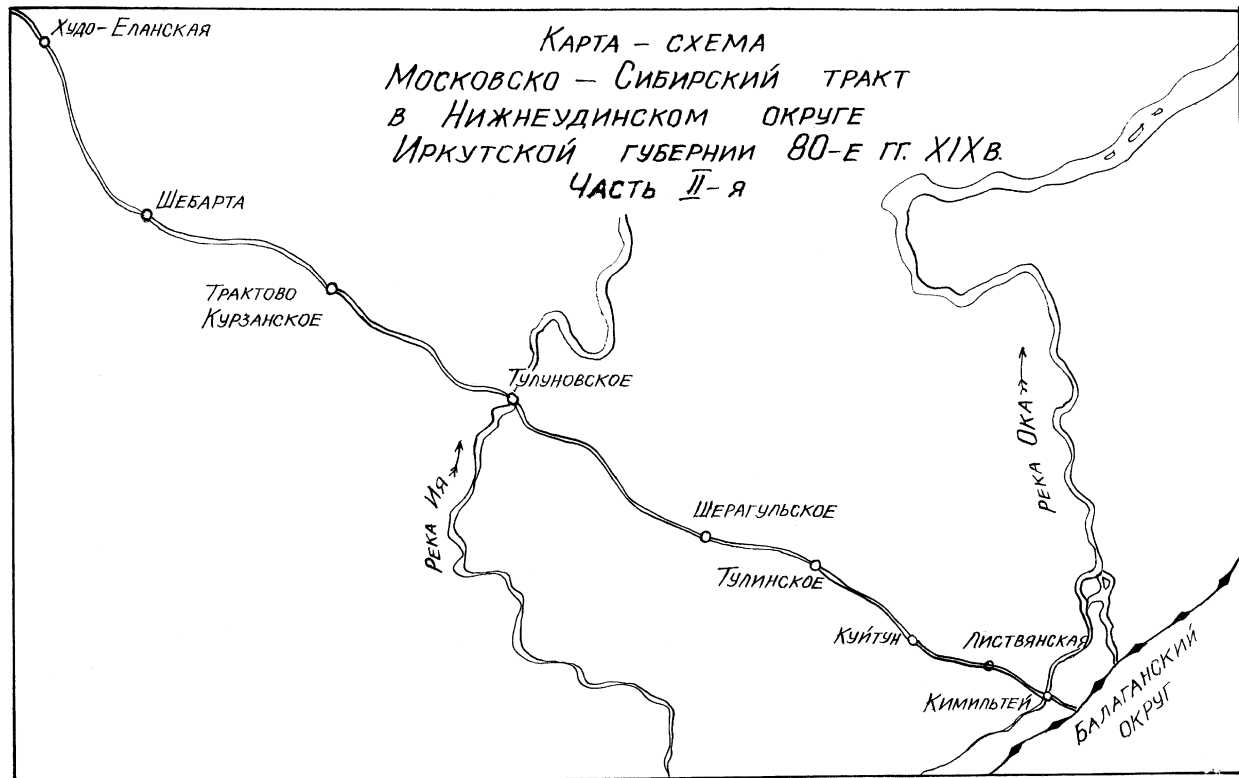 Карта – схема
Московско – Сибирский тракт
в Нижнеудинском округе
Иркутской губернии 80-е гг. XIX в.
Часть II-я
Худо-Еланская
Шебарта
Трактово
Курзанское
Тулуновское
река Ия
Шерагульское
Тулинское
река Ока
Куйтун
Листвянская
Кимильтей
Балаганский
округ